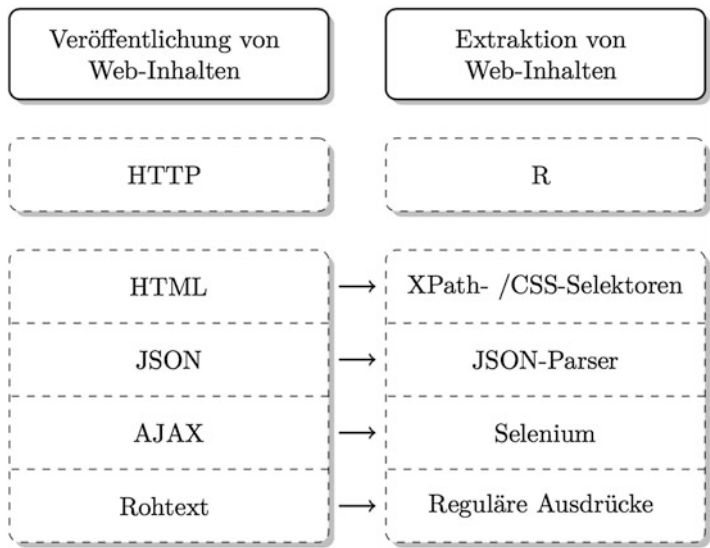 Veröffentlichung von
Web-Inhalten
Extraktion von
Web-Inhalten
HTTP
R
HTML
→
XPath- /CSS-Selektoren
JSON
→
JSON-Parser
AJAX
→
Selenium
Rohtext
→
Reguläre Ausdrücke